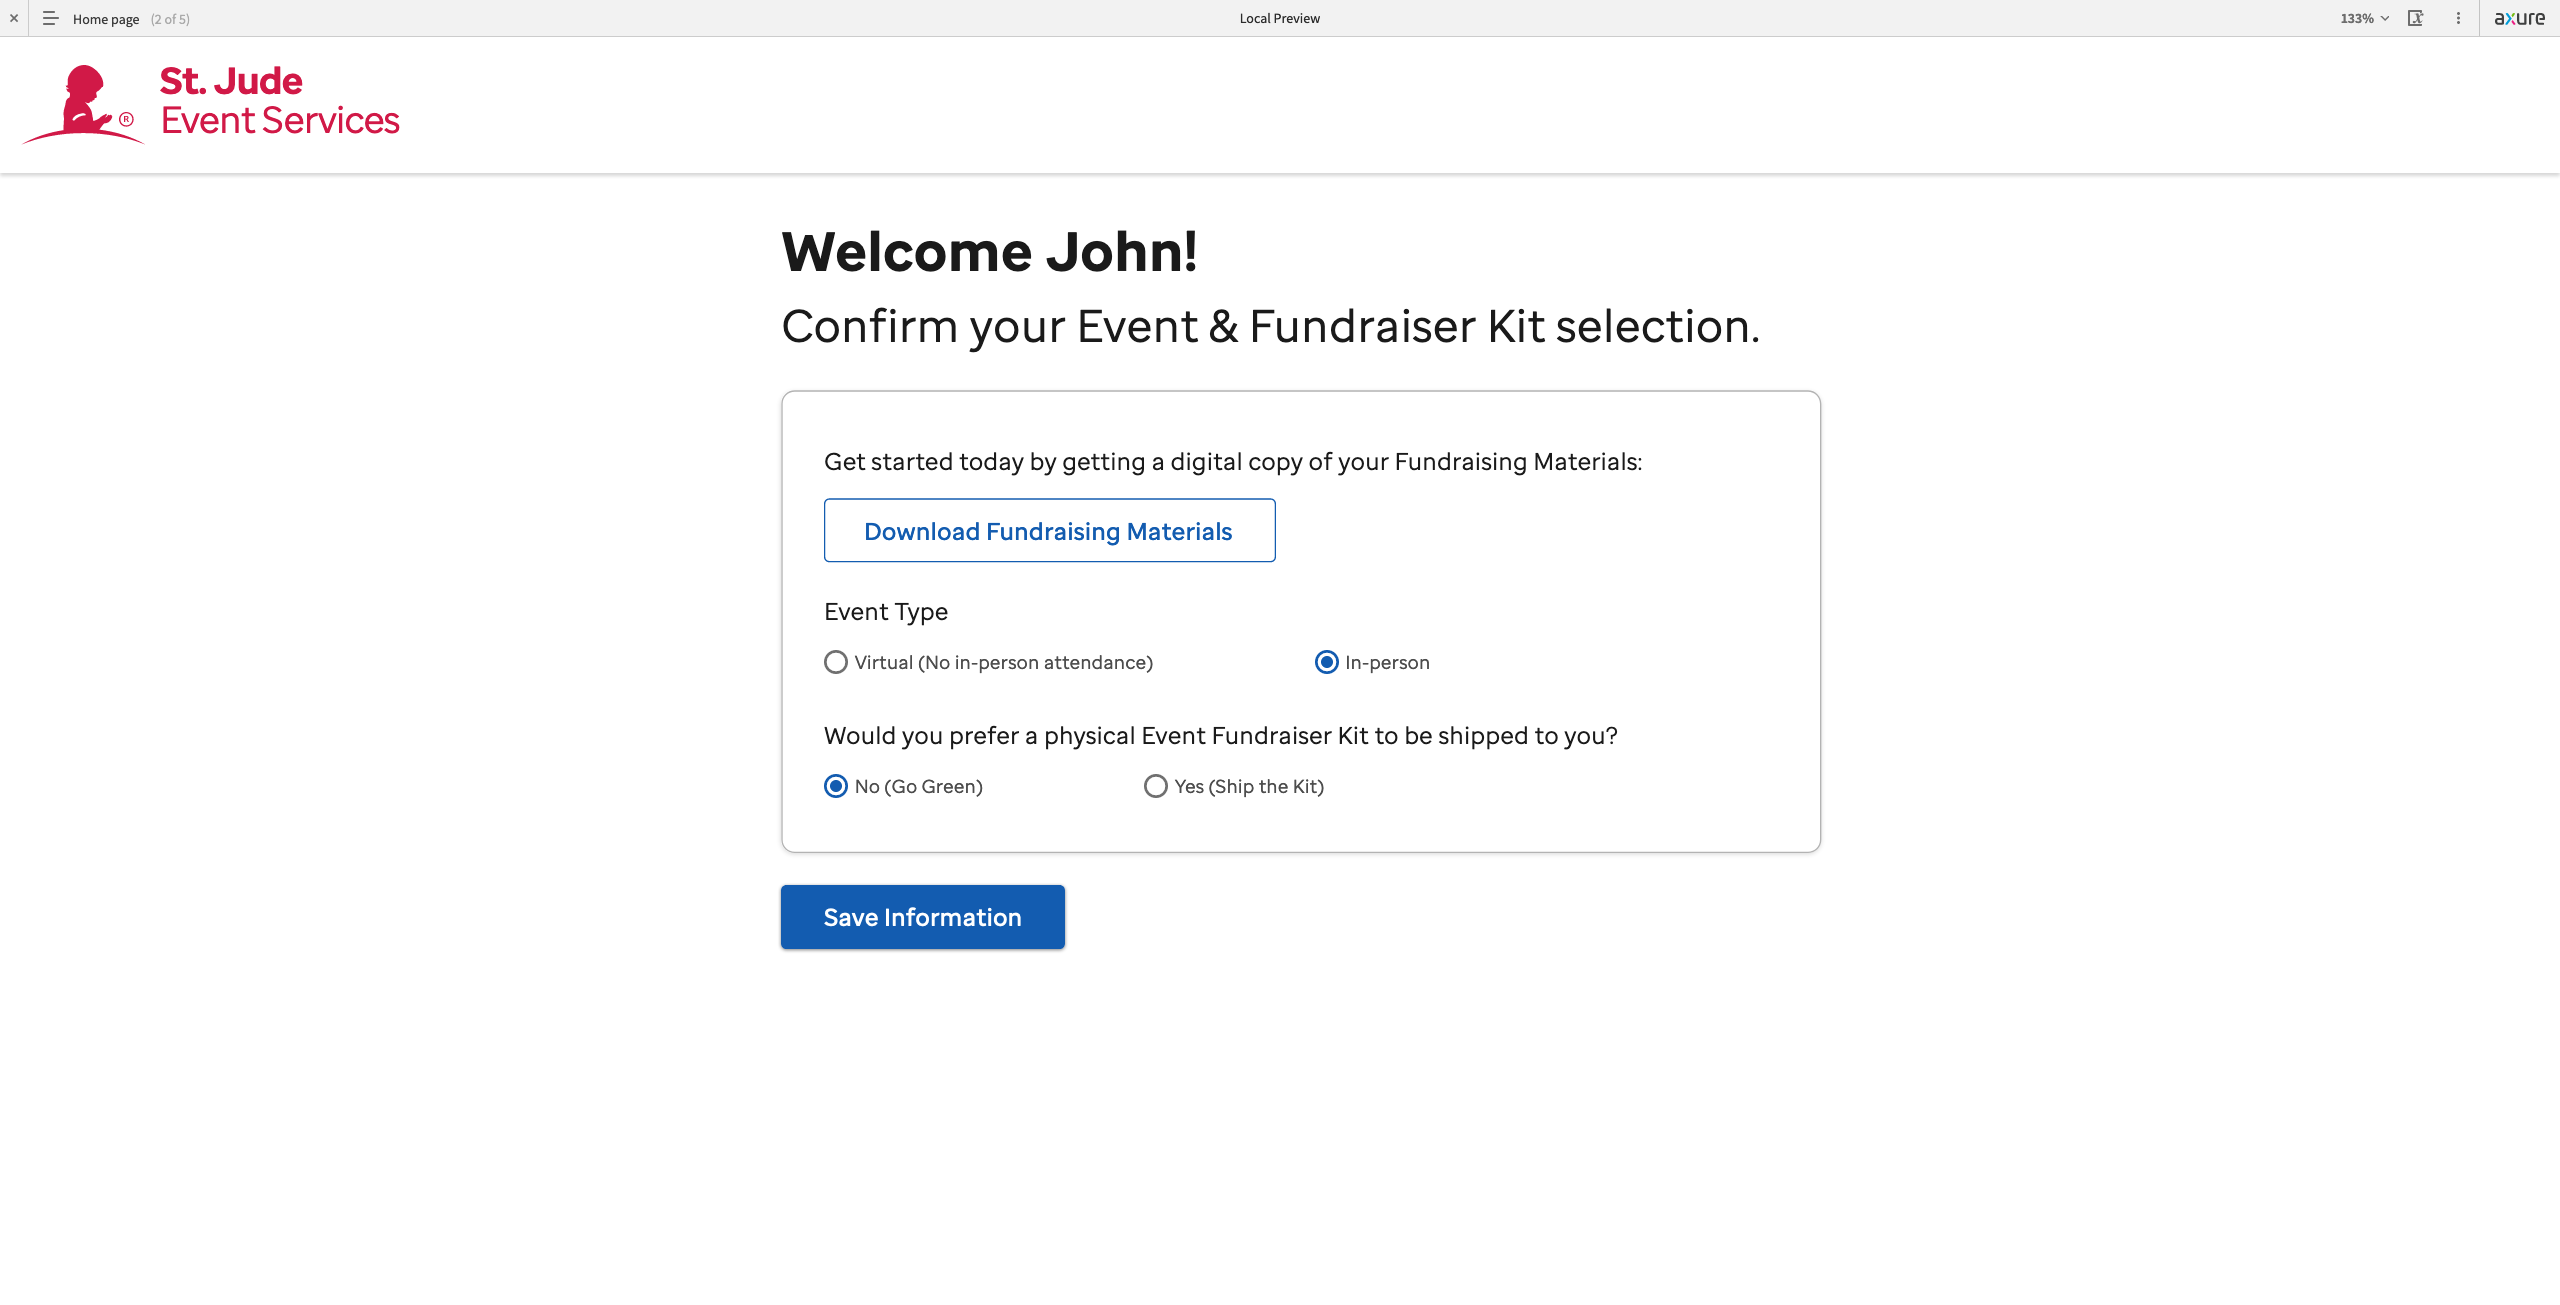 Home page (2 of 5)
Local Preview
133%
axure
St. Jude
Event Services
®
Welcome John!
Confirm your Event & Fundraiser Kit selection.
Get started today by getting a digital copy of your Fundraising Materials:
Download Fundraising Materials
Event Type
Virtual (No in-person attendance)
In-person
Would you prefer a physical Event Fundraiser Kit to be shipped to you?
No (Go Green)
Yes (Ship the Kit)
Save Information